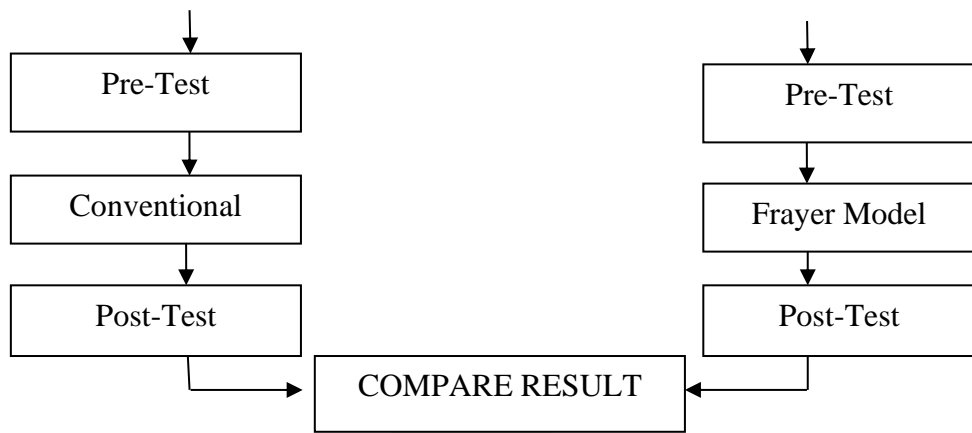 Pre-Test
Pre-Test
Conventional
Frayer Model
Post-Test
Post-Test
COMPARE RESULT